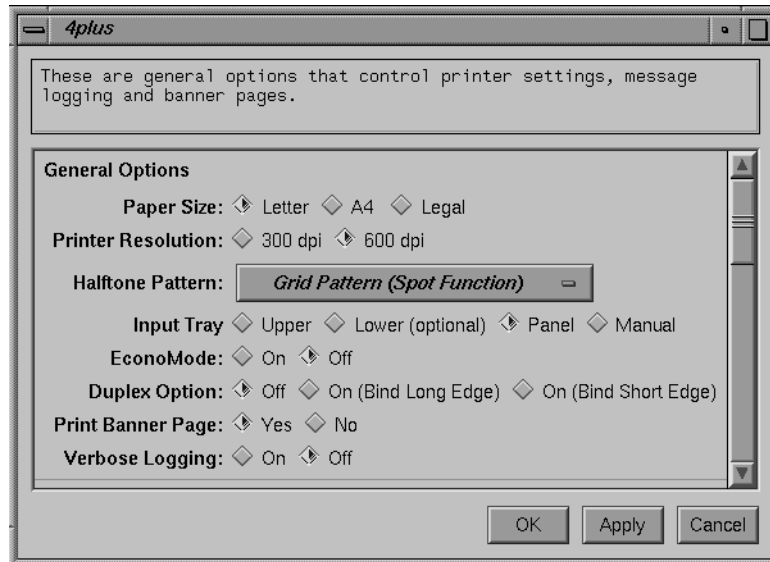 4plus
These are general options that control printer settings, message
logging and banner pages.
General Options
Paper Size: Letter A4 Legal
Printer Resolution: 300 dpi 600 dpi
Halftone Pattern: Grid Pattern (Spot Function)
Input Tray Upper Lower (optional) Panel Manual
EconoMode: On Off
Duplex Option: Off On (Bind Long Edge) On (Bind Short Edge)
Print Banner Page: Yes No
Verbose Logging: On Off
OK Apply Cancel